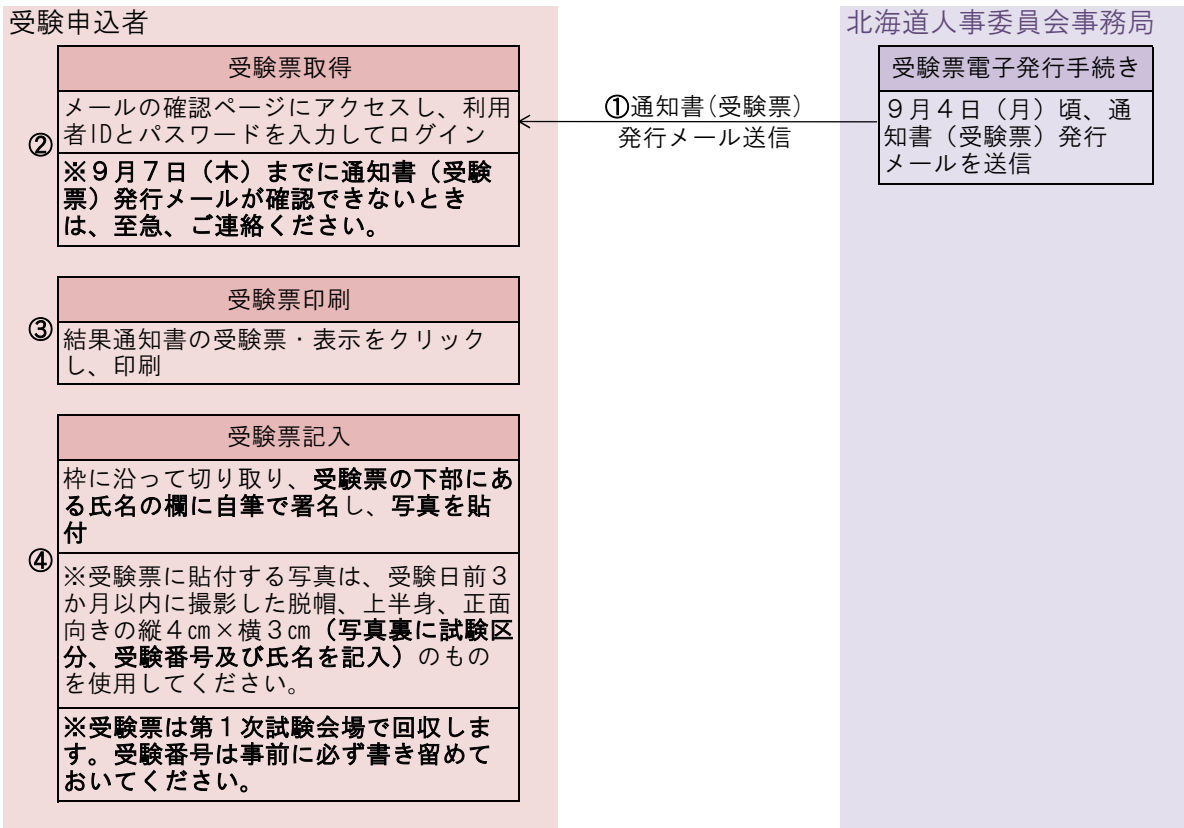 受験申込者
北海道人事委員会事務局
受験票取得
②
メールの確認ページにアクセスし、利用
者IDとパスワードを入力してログイン
※９月７日（木）までに通知書（受験
票）発行メールが確認できないとき
は、至急、ご連絡ください。
①通知書(受験票)
発行メール送信
受験票電子発行手続き
９月４日（月）頃、通
知書（受験票）発行
メールを送信
受験票印刷
③
結果通知書の受験票・表示をクリック
し、印刷
受験票記入
④
枠に沿って切り取り、受験票の下部にあ
る氏名の欄に自筆で署名し、写真を貼
付
※受験票に貼付する写真は、受験日前３
か月以内に撮影した脱帽、上半身、正面
向きの縦４㎝×横３㎝（写真裏に試験区
分、受験番号及び氏名を記入）のもの
を使用してください。
※受験票は第１次試験会場で回収しま
す。受験番号は事前に必ず書き留めて
おいてください。